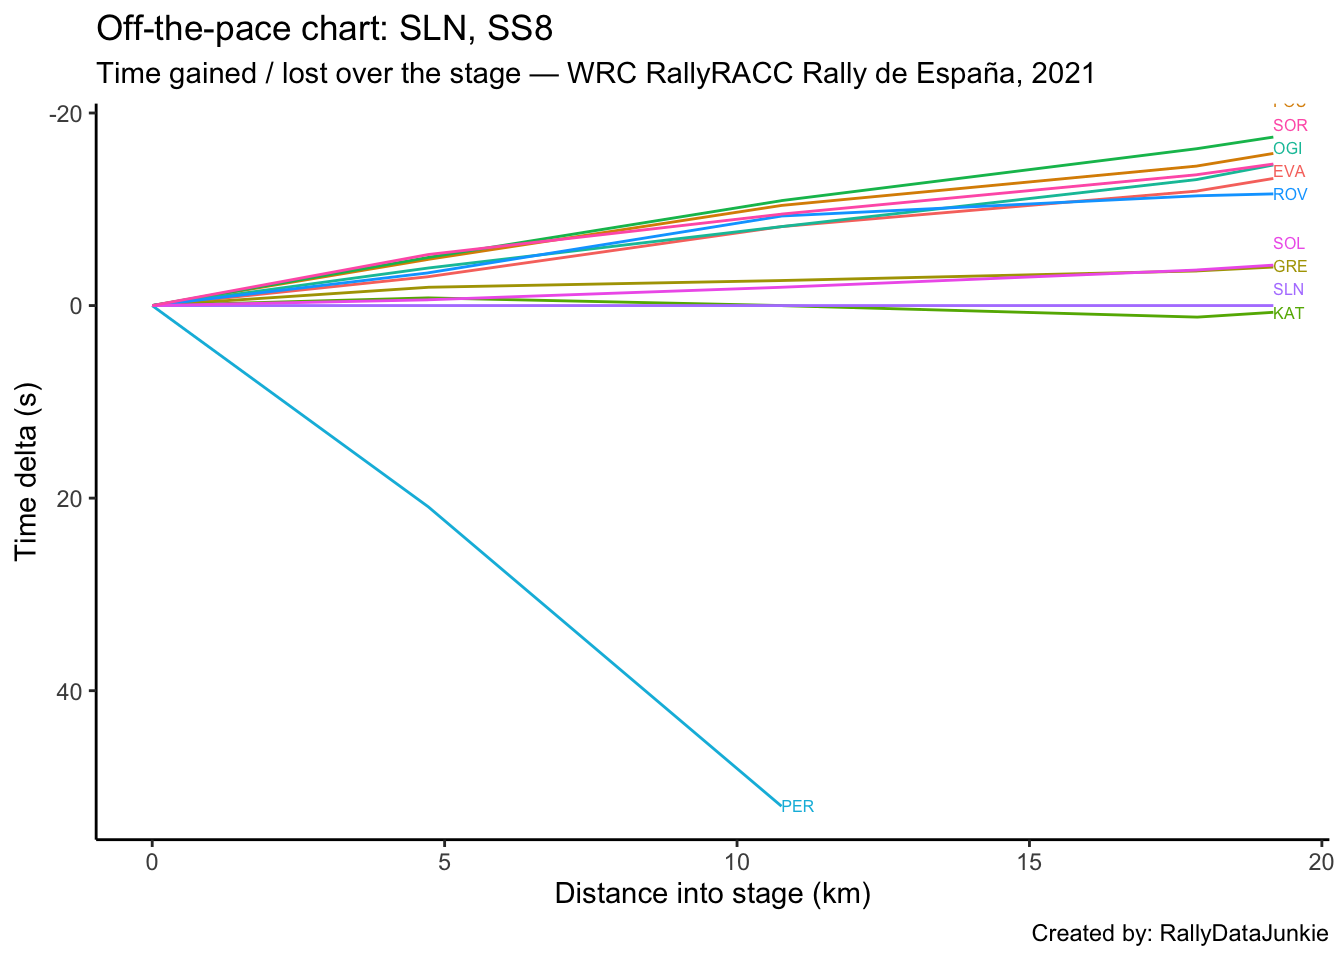 Off-the-pace chart: SLN, SS8
Time gained / lost over the stage — WRC RallyRACC Rally de España, 2021
-20
0
20
40
Time delta (s)
SOR
OGI
EVA
ROV
SOL
GRE
SLN
KAT
PER
0
5
10
15
20
Distance into stage (km)
Created by: RallyDataJunkie